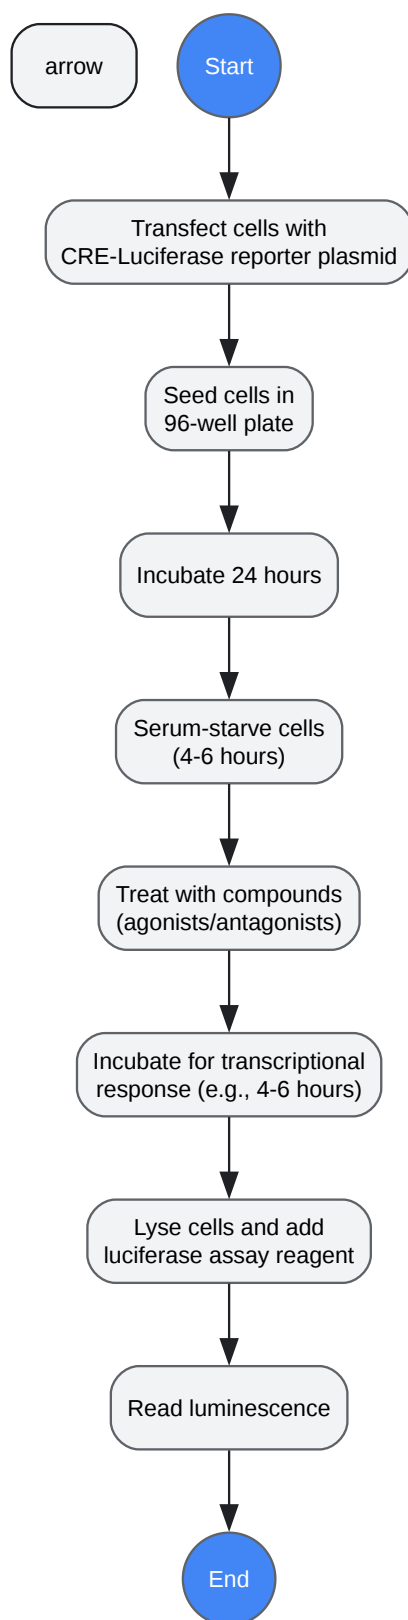 arrow
Start
Transfect cells with
CRE-Luciferase reporter plasmid
Seed cells in
96-well plate
Incubate 24 hours
Serum-starve cells
(4-6 hours)
Treat with compounds
(agonists/antagonists)
Incubate for transcriptional
response (e.g., 4-6 hours)
Lyse cells and add
luciferase assay reagent
Read luminescence
End